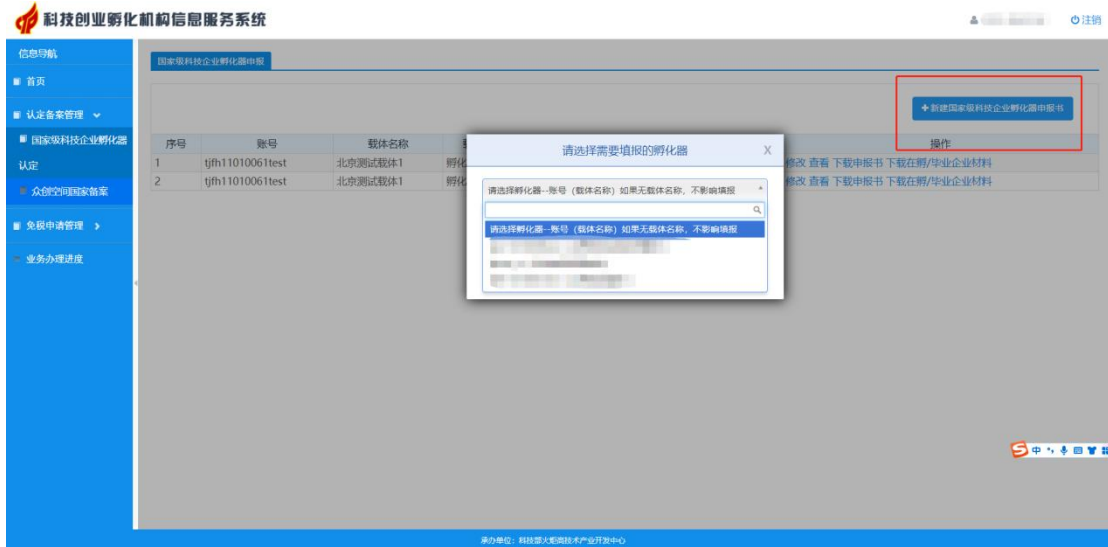 科技创业孵化机构信息服务系统
注销
信息导航
首页
认定备案管理
国家级科技企业孵化器
认定
众创空间国家备案
免税申请管理
业务办理进度
国家级科技企业孵化器申报
+新建国家级科技企业孵化器申报书
序号 账号 载体名称 操作
1 tjfh11010061test 北京测试载体1 孵化 修改 查看 下载申报书 下载在孵/毕业企业材料
2 tjfh11010061test 北京测试载体1 孵化 修改 查看 下载申报书 下载在孵/毕业企业材料
请选择需要填报的孵化器 X
请选择孵化器--账号（载体名称）如果无载体名称，不影响填报
请选择孵化器--账号（载体名称）如果无载体名称，不影响填报
中
承办单位：科技部火炬高技术产业开发中心